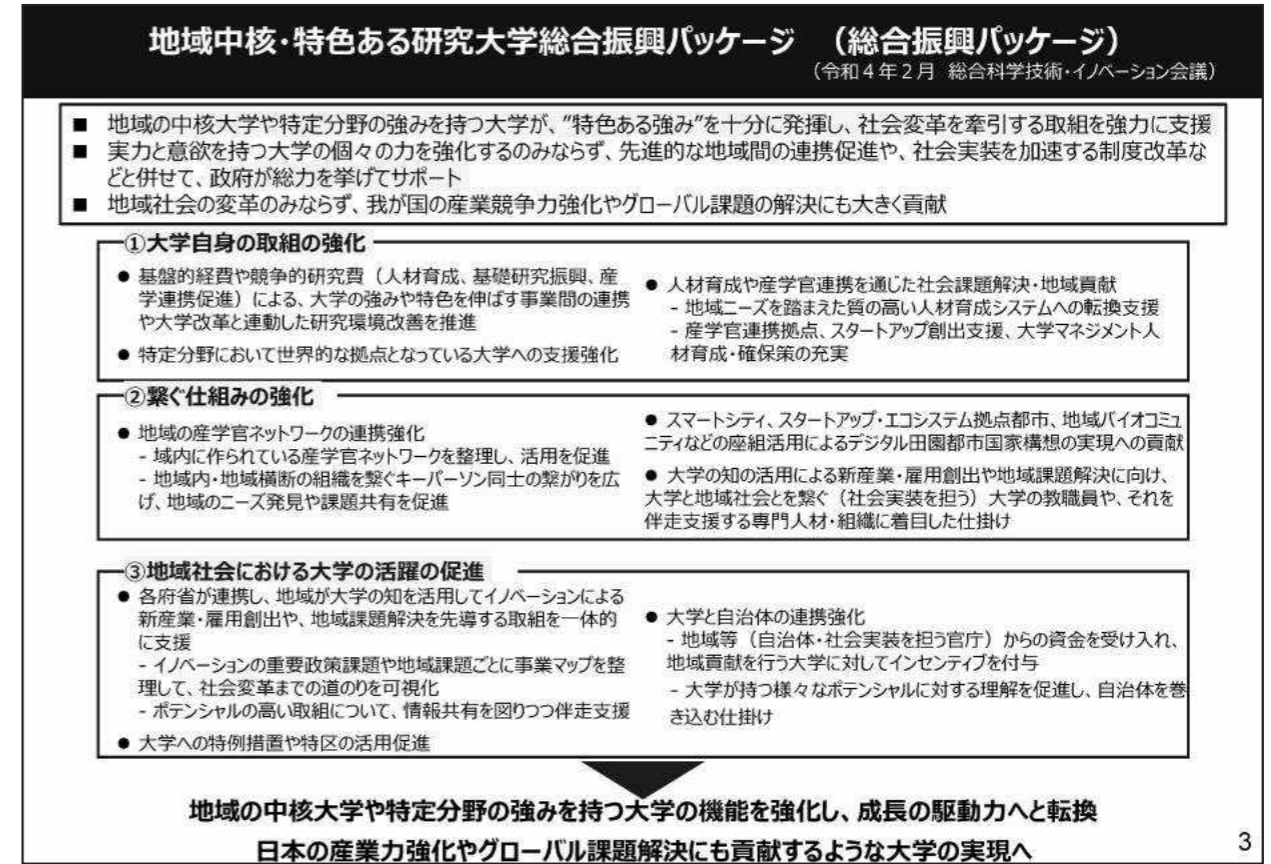 地域中核・特色ある研究大学総合振興パッケージ （総合振興パッケージ）
（令和４年２月 総合科学技術・イノベーション会議）
■ 地域の中核大学や特定分野の強みを持つ大学が、”特色ある強み”を十分に発揮し、社会変革を牽引する取組を強力に支援
■ 実力と意欲を持つ大学の個々の力を強化するのみならず、先進的な地域間の連携促進や、社会実装を加速する制度改革な
どと併せて、政府が総力を挙げてサポート
■ 地域社会の変革のみならず、我が国の産業競争力強化やグローバル課題の解決にも大きく貢献
①大学自身の取組の強化
● 基盤的経費や競争的研究費（人材育成、基礎研究振興、産
学連携促進）による、大学の強みや特色を伸ばす事業間の連携
や大学改革と連動した研究環境改善を推進
● 特定分野において世界的な拠点となっている大学への支援強化
● 人材育成や産学官連携を通じた社会課題解決・地域貢献
- 地域ニーズを踏まえた質の高い人材育成システムへの転換支援
- 産学官連携拠点、スタートアップ創出支援、大学マネジメント人
材育成・確保策の充実
②繋ぐ仕組みの強化
● 地域の産学官ネットワークの連携強化
- 域内に作られている産学官ネットワークを整理し、活用を促進
- 地域内・地域横断の組織を繋ぐキーパーソン同士の繋がりを広
げ、地域のニーズ発見や課題共有を促進
● スマートシティ、スタートアップ・エコシステム拠点都市、地域バイオコミュ
ニティなどの座組活用によるデジタル田園都市国家構想の実現への貢献
● 大学の知の活用による新産業・雇用創出や地域課題解決に向け、
大学と地域社会とを繋ぐ（社会実装を担う）大学の教職員や、それを
伴走支援する専門人材・組織に着目した仕掛け
③地域社会における大学の活躍の促進
● 各府省が連携し、地域が大学の知を活用してイノベーションによる
新産業・雇用創出や、地域課題解決を先導する取組を一体的
に支援
- イノベーションの重要政策課題や地域課題ごとに事業マップを整
理して、社会変革までの道のりを可視化
- ポテンシャルの高い取組について、情報共有を図りつつ伴走支援
● 大学への特例措置や特区の活用促進
● 大学と自治体の連携強化
- 地域等（自治体・社会実装を担う官庁）からの資金を受け入れ、
地域貢献を行う大学に対してインセンティブを付与
- 大学が持つ様々なポテンシャルに対する理解を促進し、自治体を巻
き込む仕掛け
地域の中核大学や特定分野の強みを持つ大学の機能を強化し、成長の駆動力へと転換
日本の産業力強化やグローバル課題解決にも貢献するような大学の実現へ
3